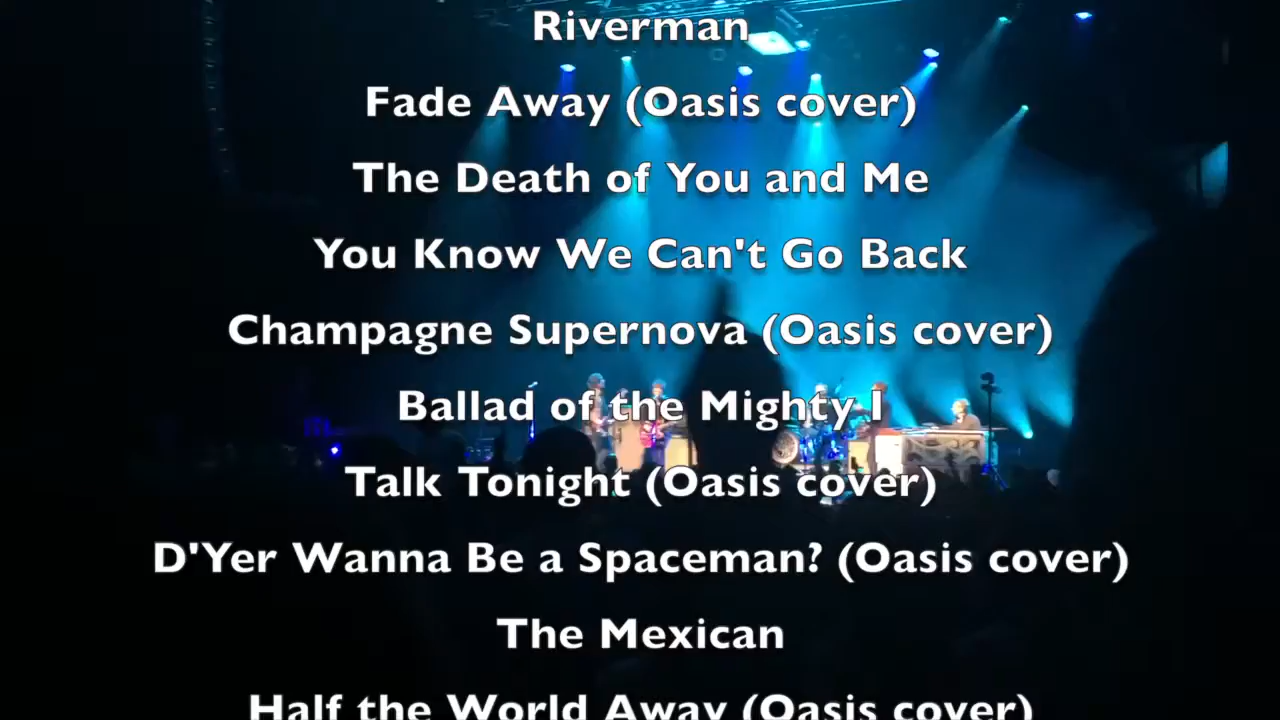 Riverman
Fade Away (Oasis cover)
The Death of You and Me
You Know We Can't Go Back
Champagne Supernova (Oasis cover)
Ballad of the Mighty I
Talk Tonight (Oasis cover)
D'Yer Wanna Be a Spaceman? (Oasis cover)
The Mexican
Half the World Away (Oasis cover)